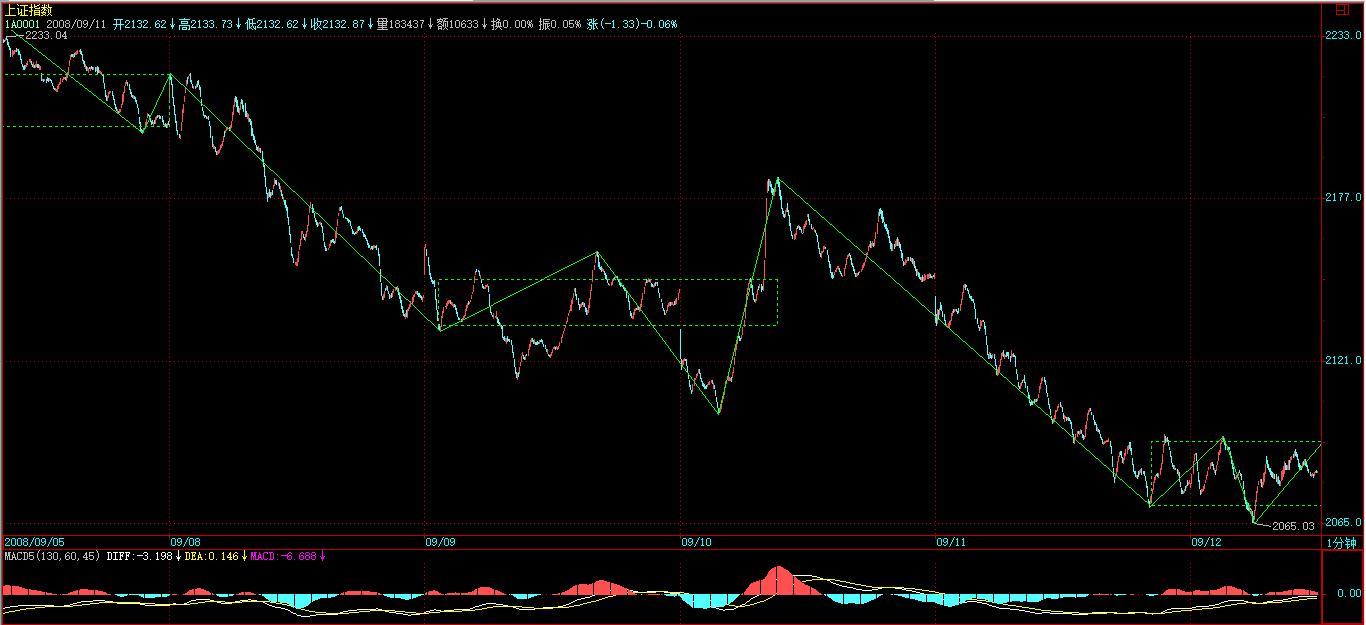 上证指数
1A0001 2008/09/11 开2132.62↓高2133.73↓低2132.62↓收2132.87↓量183437↓额10633↓换0.00% 振0.05% 涨(-1.33)-0.06%
2233.04
2233.0
2177.0
2121.0
2065.0
2065.03
2008/09/05 09/08 09/09 09/10 09/11 09/12 1分钟
MACD5(130,60,45) DIFF:-3.198↓DEA:0.146↓MACD:-6.688↓
0.00